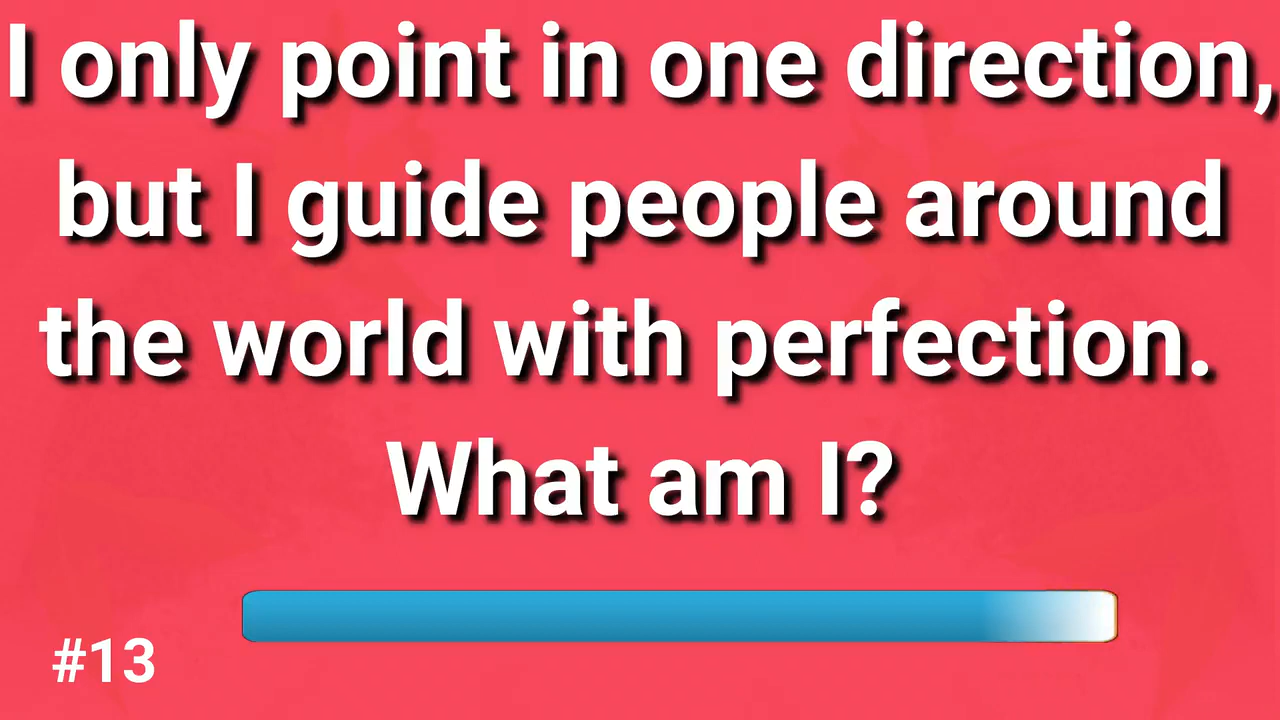 I only point in one direction,
but I guide people around
the world with perfection.
What am I?
#13